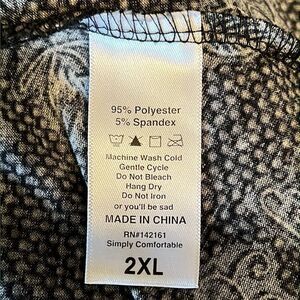 95% Polyester
5% Spandex
Machine Wash Cold
Gentle Cycle
Do Not Bleach
Hang Dry
Do Not Iron
or you'll be sad
MADE IN CHINA
RN#142161
Simply Comfortable
2XL